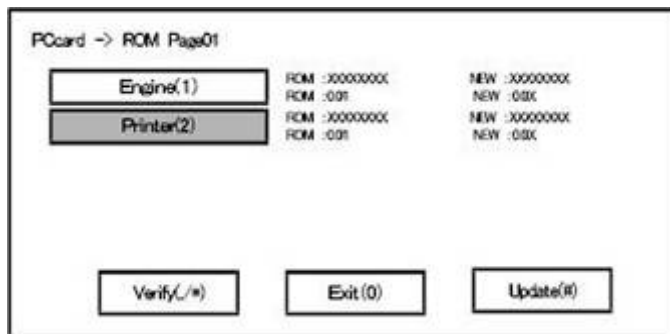 PCcard -> ROM Page01
Engine(1)
ROM :XXXXXXXX NEW :XXXXXXXX
ROM :0.01 NEW :0.0X
Printer(2)
ROM :XXXXXXXX NEW :XXXXXXXX
ROM :0.01 NEW :0.0X
Verify(./*) Exit(0) Update(#)